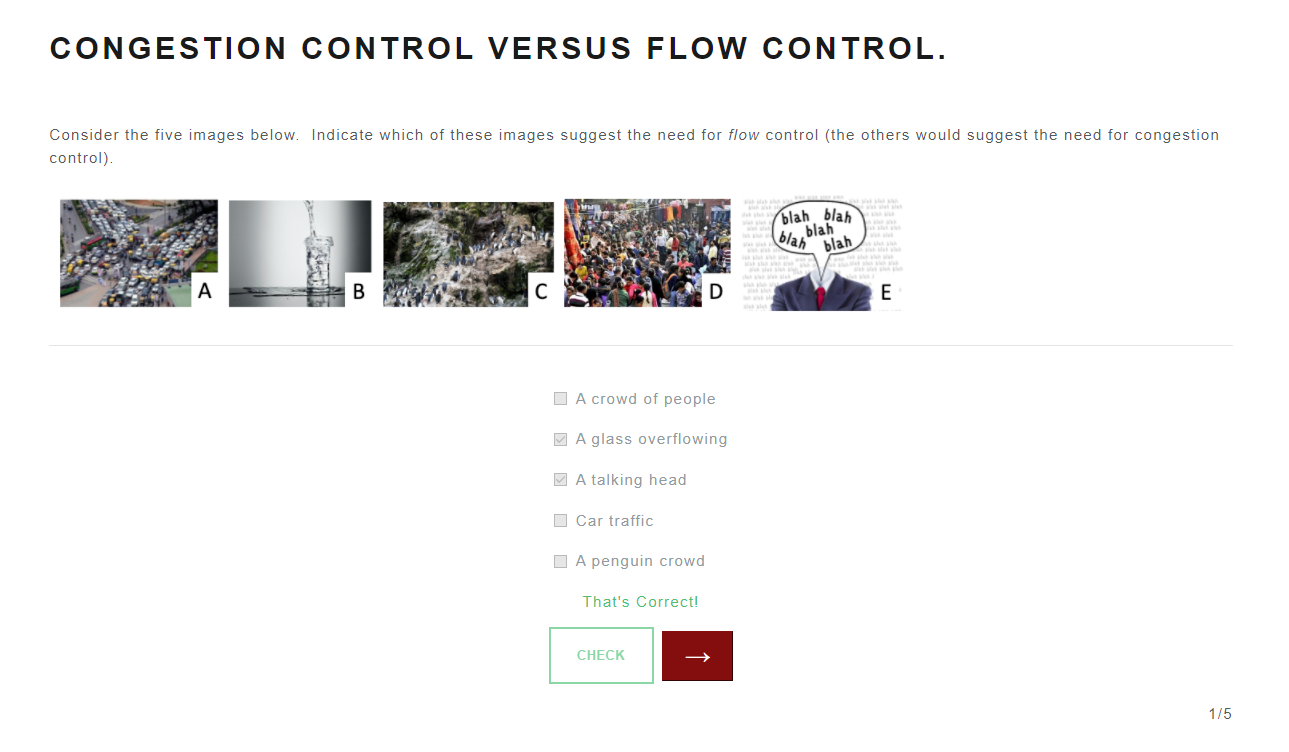 CONGESTION CONTROL VERSUS FLOW CONTROL.
Consider the five images below.  Indicate which of these images suggest the need for flow control (the others would suggest the need for congestion
control).
A
B
C
D
blah blah
blah
blah blah
E
A crowd of people
A glass overflowing
A talking head
Car traffic
A penguin crowd
That's Correct!
CHECK →
1/5